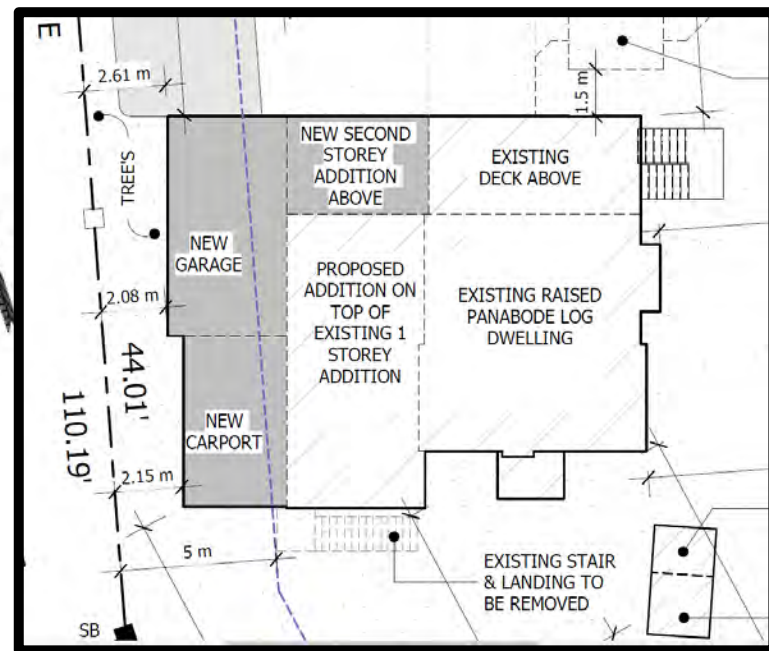 E
2.61 m
TREE'S
1.5 m
NEW SECOND
STOREY
ADDITION
ABOVE
EXISTING
DECK ABOVE
NEW
GARAGE
PROPOSED
ADDITION ON
TOP OF
EXISTING 1
STOREY
ADDITION
EXISTING RAISED
PANABODE LOG
DWELLING
2.08 m
44.01'
110.19'
NEW
CARPORT
2.15 m
5 m
EXISTING STAIR
& LANDING TO
BE REMOVED
SB